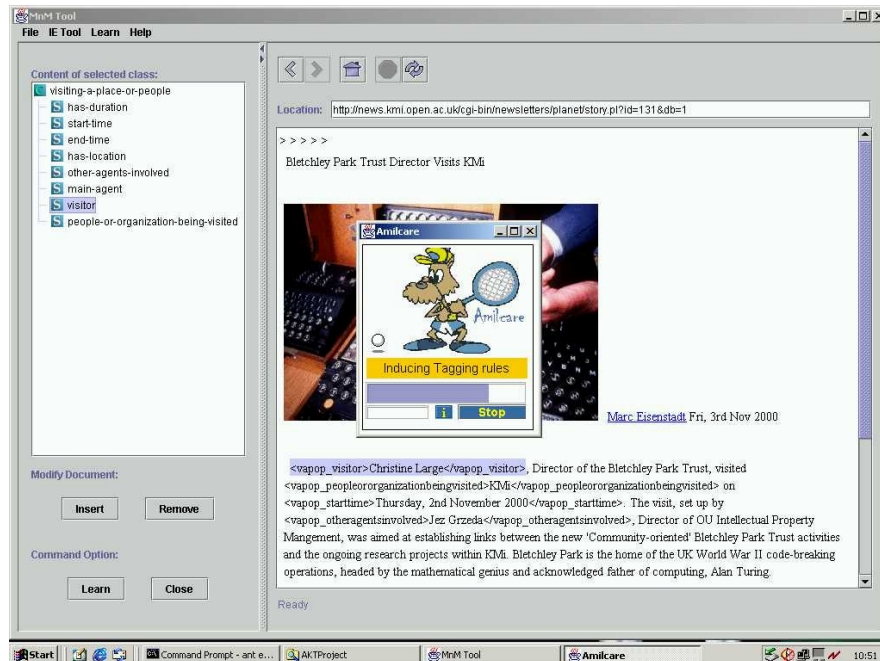 MnM Tool
File IE Tool Learn Help
Content of selected class:
visiting-a-place-or-people
S has-duration
S start-time
S end-time
S has-location
S other-agents-involved
S main-agent
S visitor
S people-or-organization-being-visited
Modify Document:
Insert Remove
Command Option:
Learn Close
Location: http://news.kmi.open.ac.uk/cgi-bin/newsletters/planet/story.pl?id=131&db=1
> > > > >
Bletchley Park Trust Director Visits KMi
Amilcare
Amilcare
Inducing Tagging rules
i Stop
Marc Eisenstadt Fri, 3rd Nov 2000
<vapop_visitor>Christine Large</vapop_visitor>, Director of the Bletchley Park Trust, visited
<vapop_peopleororganizationbeingvisited>KMi</vapop_peopleororganizationbeingvisited> on
<vapop_starttime>Thursday, 2nd November 2000</vapop_starttime>. The visit, set up by
<vapop_otheragentsinvolved>Jez Grzeda</vapop_otheragentsinvolved>, Director of OU Intellectual Property
Mangement, was aimed at establishing links between the new 'Community-oriented' Bletchley Park Trust activities
and the ongoing research projects within KMi. Bletchley Park is the home of the UK World War II code-breaking
operations, headed by the mathematical genius and acknowledged father of computing, Alan Turing.
Ready
Start Command Prompt - ant e... AKTProject MnM Tool Amilcare 10:51